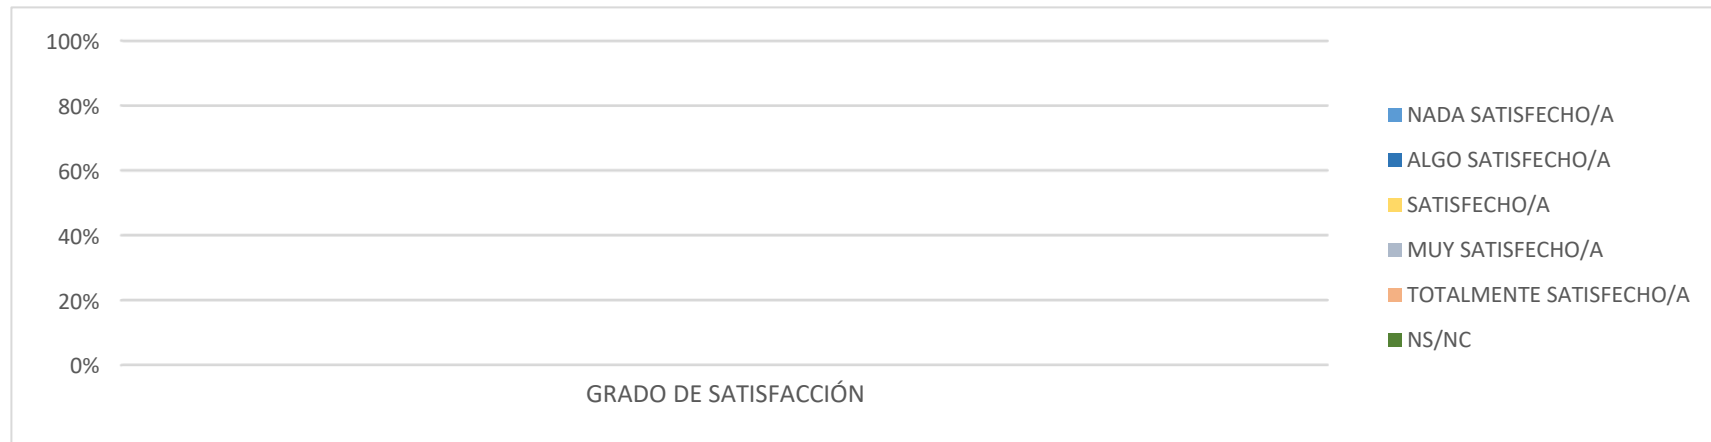 100%
80%
60%
40%
20%
0%
GRADO DE SATISFACCIÓN
NADA SATISFECHO/A
ALGO SATISFECHO/A
SATISFECHO/A
MUY SATISFECHO/A
TOTALMENTE SATISFECHO/A
NS/NC